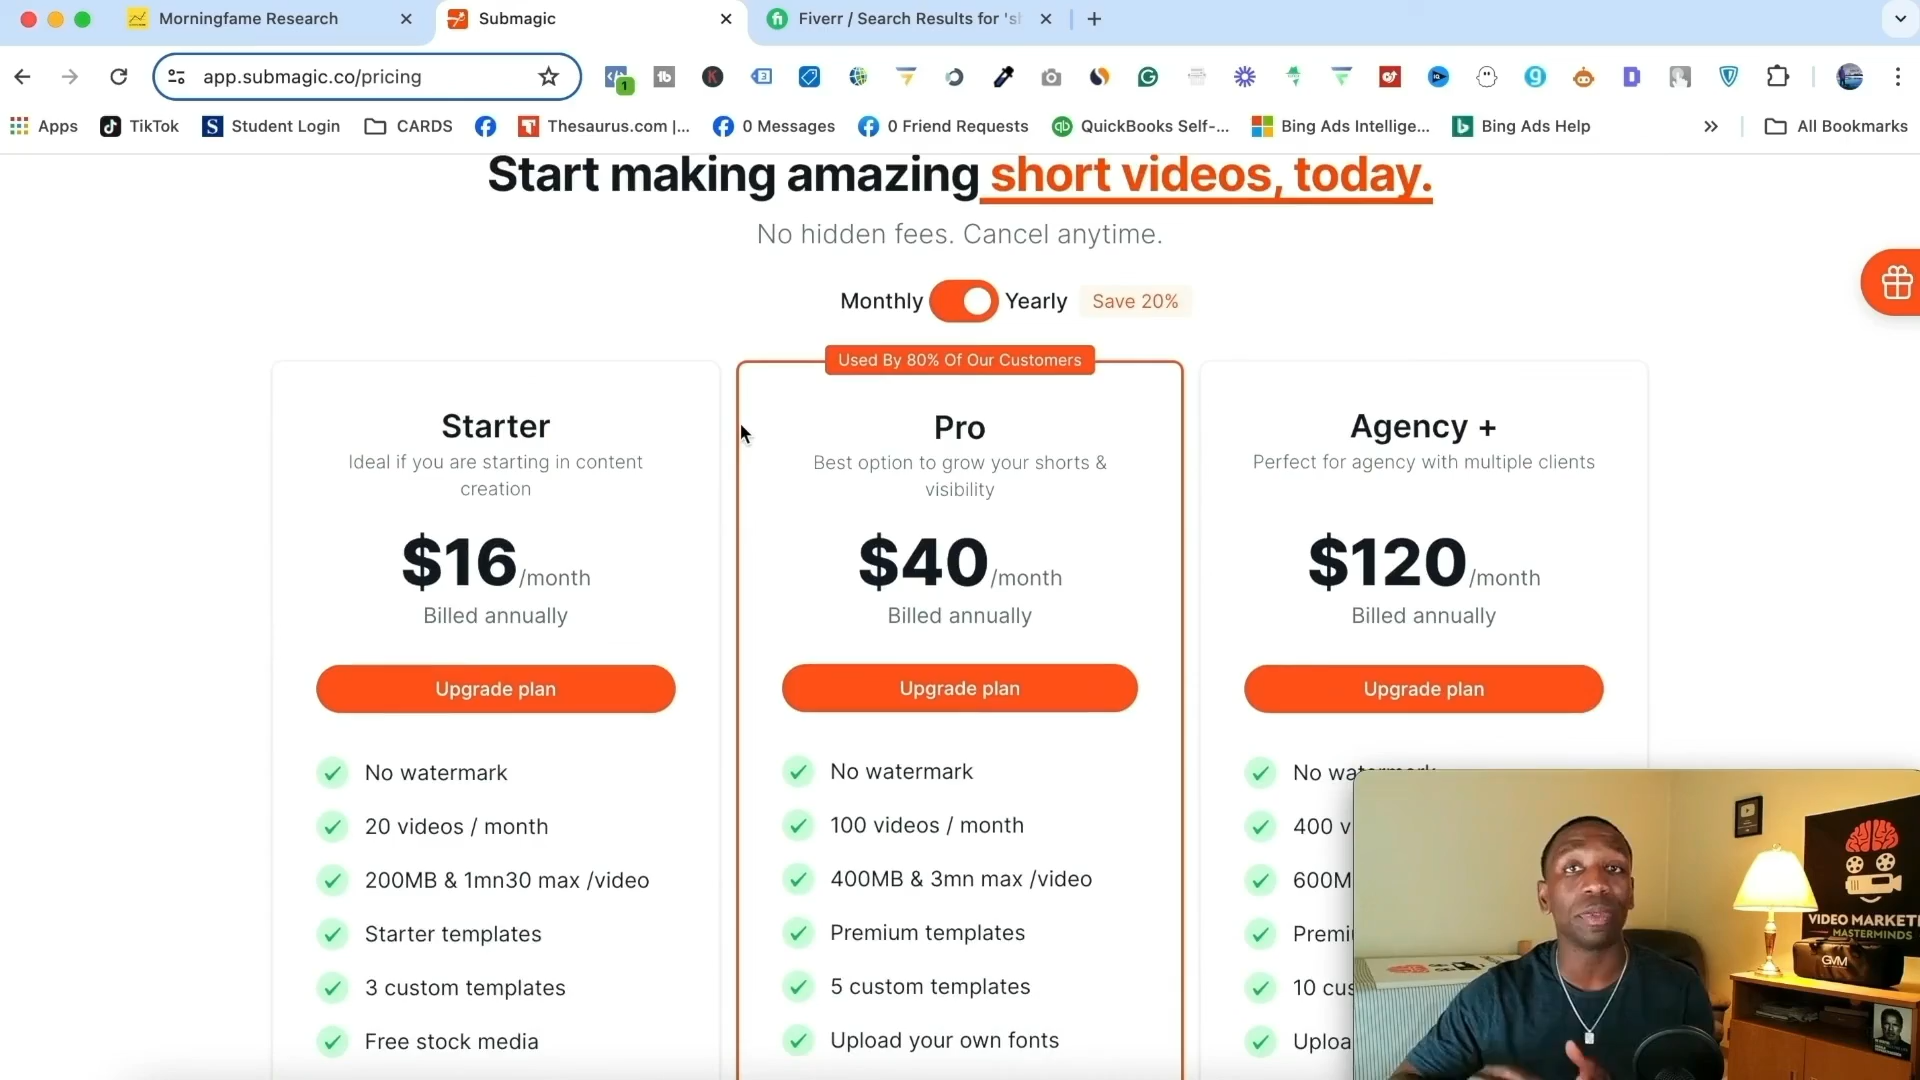 Morningfame Research
Submagic
Fiverr / Search Results for 's
app.submagic.co/pricing
1
Apps
TikTok
Student Login
CARDS
Thesaurus.com |...
0 Messages
0 Friend Requests
QuickBooks Self-...
Bing Ads Intellige...
Bing Ads Help
All Bookmarks
Start making amazing short videos, today.
No hidden fees. Cancel anytime.
Monthly
Yearly
Save 20%
Used By 80% Of Our Customers
Starter
Ideal if you are starting in content
creation
$16/month
Billed annually
Upgrade plan
No watermark
20 videos / month
200MB & 1mn30 max /video
Starter templates
3 custom templates
Free stock media
Pro
Best option to grow your shorts &
visibility
$40/month
Billed annually
Upgrade plan
No watermark
100 videos / month
400MB & 3mn max /video
Premium templates
5 custom templates
Upload your own fonts
Agency +
Perfect for agency with multiple clients
$120/month
Billed annually
Upgrade plan
No watermark
400 v
600M
Premi
10 cus
Uploa
VIDEO MARKETI
MASTERMINDS
GVM